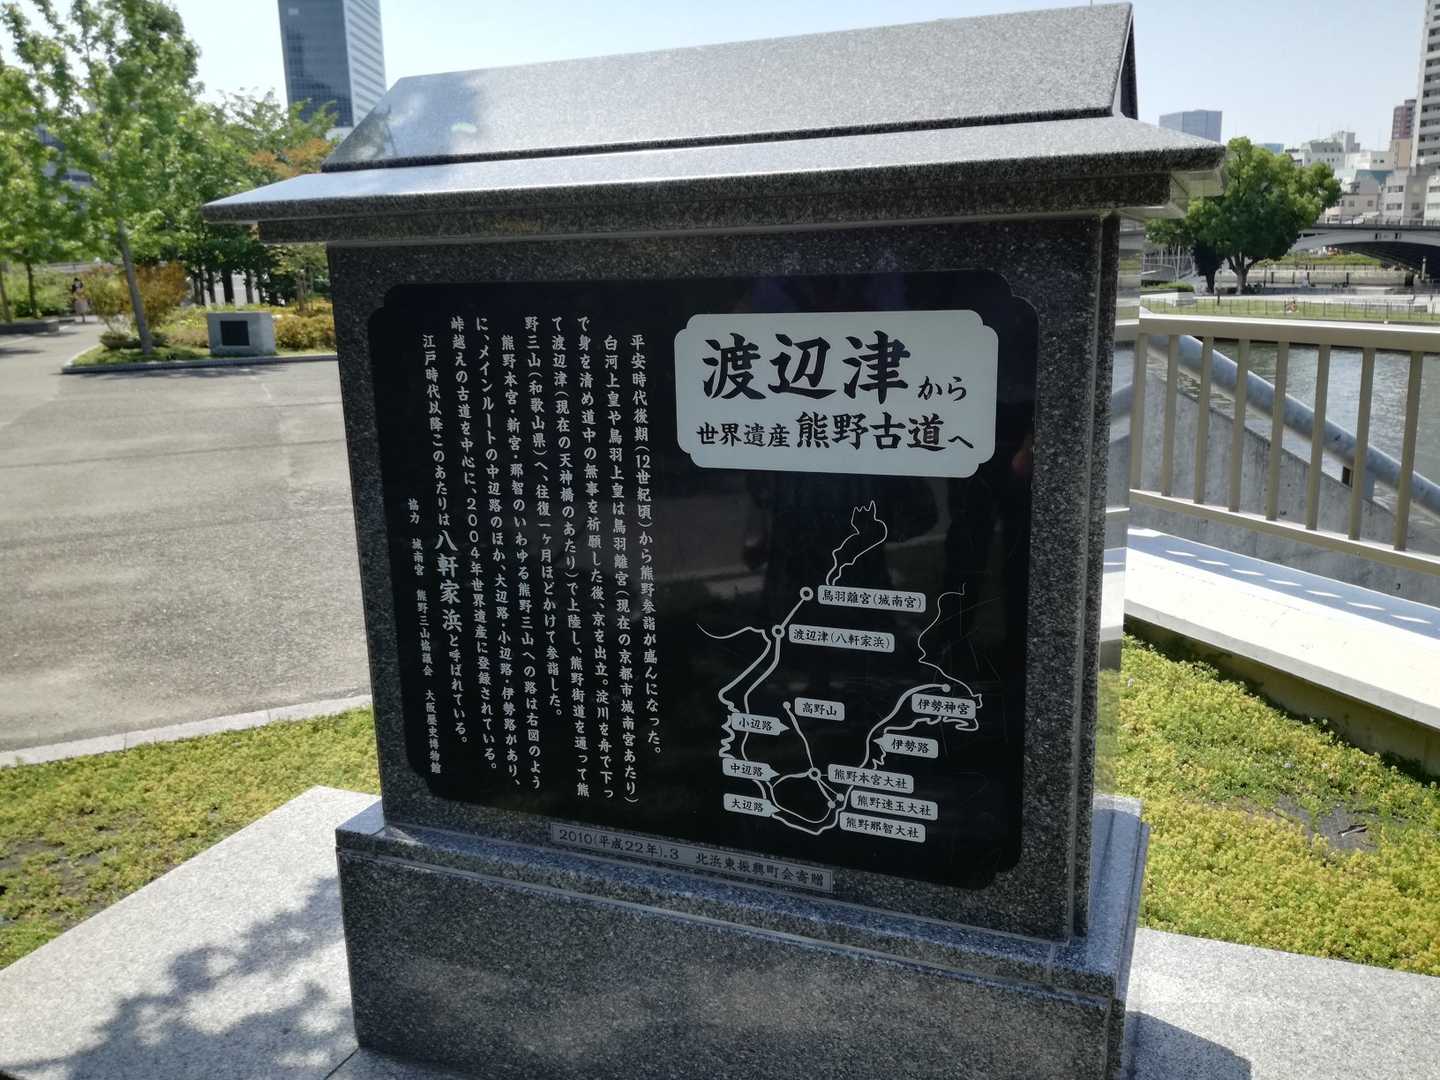 渡辺津から
世界遺産熊野古道へ
平安時代後期(12世紀頃)から熊野参詣が盛んになった。
白河上皇や鳥羽上皇は鳥羽離宮(現在の京都市城南宮あたり)
で身を清め道中の無事を祈願した後、京を出立。淀川を舟で下っ
て渡辺津(現在の天神橋のあたり)で上陸し、熊野街道を通って熊
野三山(和歌山県)へ、往復一ヶ月ほどかけて参詣した。
熊野本宮・新宮・那智のいわゆる熊野三山への路は右図のよう
に、メインルートの中辺路のほか、大辺路・小辺路・伊勢路があり、
峠越えの古道を中心に、2004年世界遺産に登録されている。
江戸時代以降このあたりは八軒家浜と呼ばれている。
協力 城南宮 熊野三山協議会 大阪歴史博物館
鳥羽離宮(城南宮)
渡辺津(八軒家浜)
高野山
伊勢神宮
小辺路
伊勢路
中辺路
熊野本宮大社
大辺路
熊野速玉大社
熊野那智大社
2010(平成22年).3 北浜東振興町会寄贈